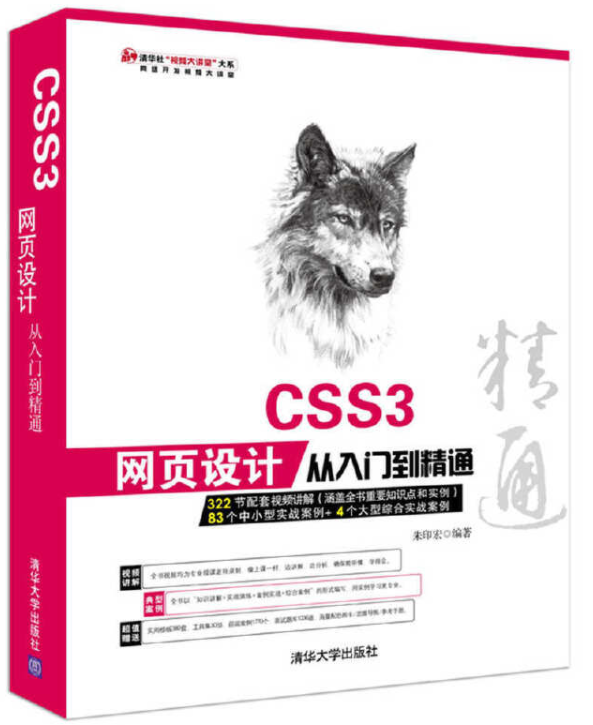 清华社“视频大讲堂”大系
网络开发视频大讲堂
CSS3
网页设计
从入门到精通
322节配套视频讲解（涵盖全书重要知识点和实例）
83个中小型实战案例+ 4个大型综合实战案例
朱印宏◎编著
精通
视频
讲解
典型
案例
超值
赠送
清华大学出版社
CSS3
网页设计
从入门到精通
清华大学出版社